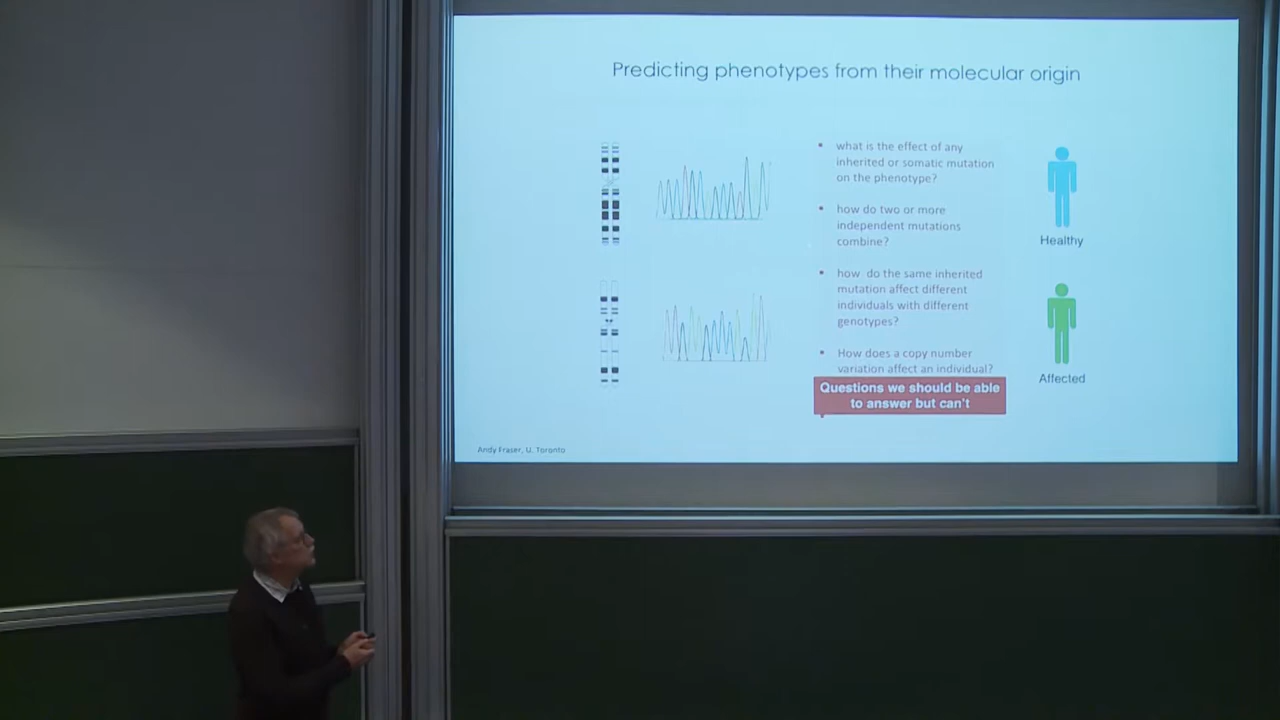 Predicting phenotypes from their molecular origin
• what is the effect of any
inherited or somatic mutation
on the phenotype?
• how do two or more
independent mutations
combine?
• how do the same inherited
mutation affect different
individuals with different
genotypes?
• How does a copy number
variation affect an individual?
Questions we should be able
to answer but can't
Healthy
Affected
Andy Fraser, U. Toronto